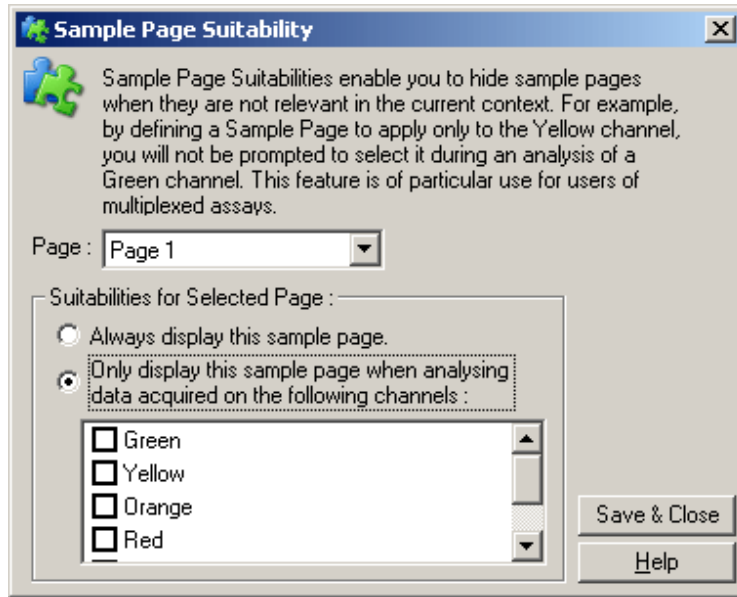 Sample Page Suitability
Sample Page Suitabilities enable you to hide sample pages
when they are not relevant in the current context. For example,
by defining a Sample Page to apply only to the Yellow channel,
you will not be prompted to select it during an analysis of a
Green channel. This feature is of particular use for users of
multiplexed assays.
Page : Page 1
Suitabilities for Selected Page :
Always display this sample page.
Only display this sample page when analysing
data acquired on the following channels :
Green
Yellow
Orange
Red
Save & Close
Help